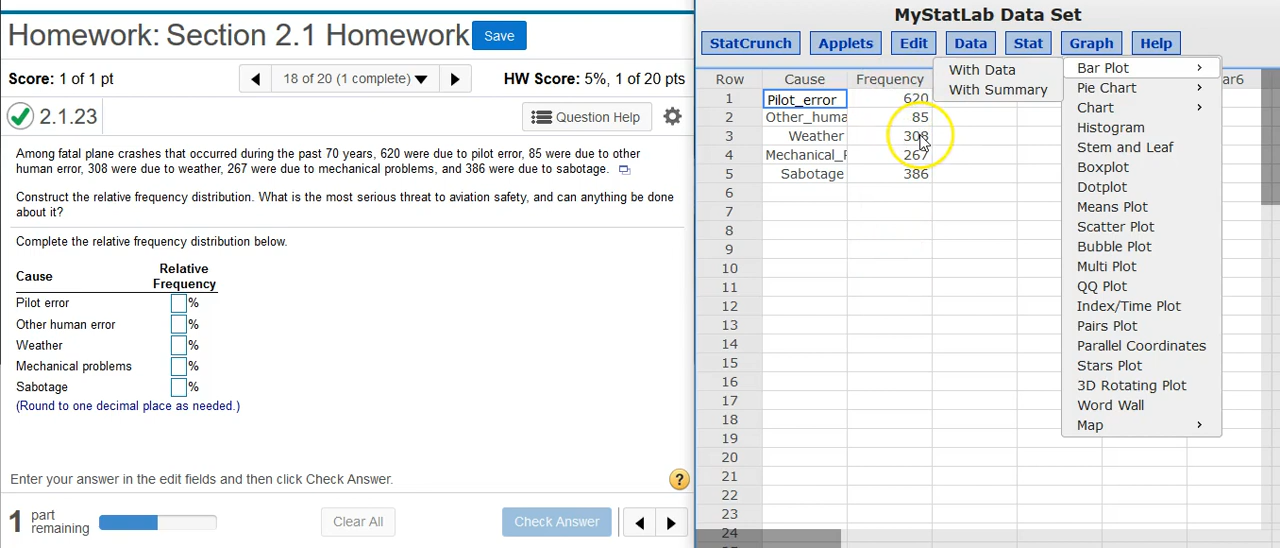 Homework: Section 2.1 Homework
Save
Score: 1 of 1 pt
18 of 20 (1 complete)
HW Score: 5%, 1 of 20 pts
2.1.23
Question Help
Among fatal plane crashes that occurred during the past 70 years, 620 were due to pilot error, 85 were due to other
human error, 308 were due to weather, 267 were due to mechanical problems, and 386 were due to sabotage.
Construct the relative frequency distribution. What is the most serious threat to aviation safety, and can anything be done
about it?
Complete the relative frequency distribution below.
Cause
Relative
Frequency
Pilot error %
Other human error %
Weather %
Mechanical problems %
Sabotage %
(Round to one decimal place as needed.)
Enter your answer in the edit fields and then click Check Answer.
?
1 part
remaining
Clear All
Check Answer
MyStatLab Data Set
StatCrunch Applets Edit Data Stat Graph Help
Row Cause Frequency ar6
1 Pilot_error 620
2 Other_huma 85
3 Weather 308
4 Mechanical_F 267
5 Sabotage 386
6
7
8
9
10
11
12
13
14
15
16
17
18
19
20
21
22
23
24
With Data
With Summary
Bar Plot
Pie Chart
Chart
Histogram
Stem and Leaf
Boxplot
Dotplot
Means Plot
Scatter Plot
Bubble Plot
Multi Plot
QQ Plot
Index/Time Plot
Pairs Plot
Parallel Coordinates
Stars Plot
3D Rotating Plot
Word Wall
Map